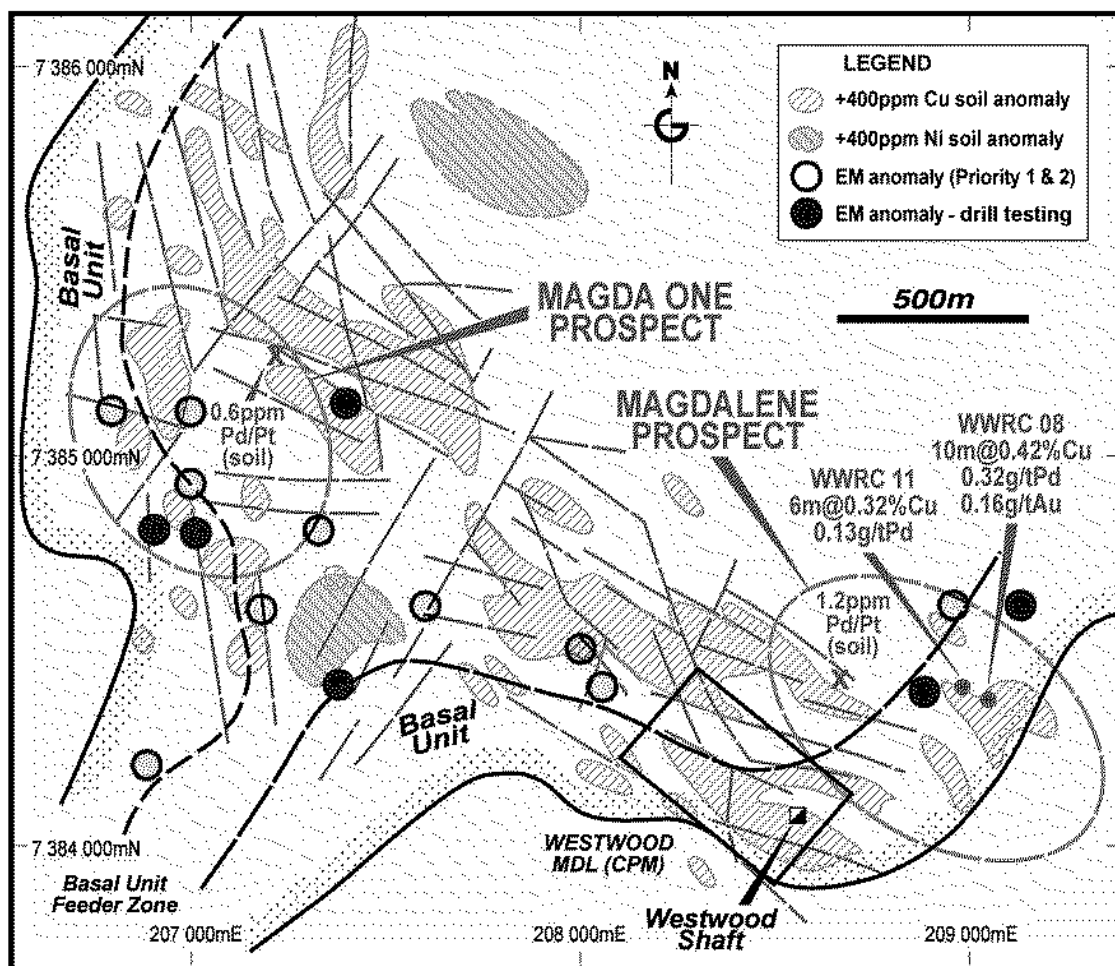 7 386 000mN
N
G
LEGEND
+400ppm Cu soil anomaly
+400ppm Ni soil anomaly
EM anomaly (Priority 1 & 2)
EM anomaly - drill testing
500m
Basal
Unit
MAGDA ONE
PROSPECT
X
0.6ppm
Pd/Pt
(soil)
7 385 000mN
MAGDALENE
PROSPECT
WWRC 08
10m@0.42%Cu
0.32g/tPd
0.16g/tAu
WWRC 11
6m@0.32%Cu
0.13g/tPd
1.2ppm
Pd/Pt
(soil)
X
Basal
Unit
7 384 000mN
WESTWOOD
MDL (CPM)
Basal Unit
Feeder Zone
Westwood
Shaft
207 000mE
208 000mE
209 000mE